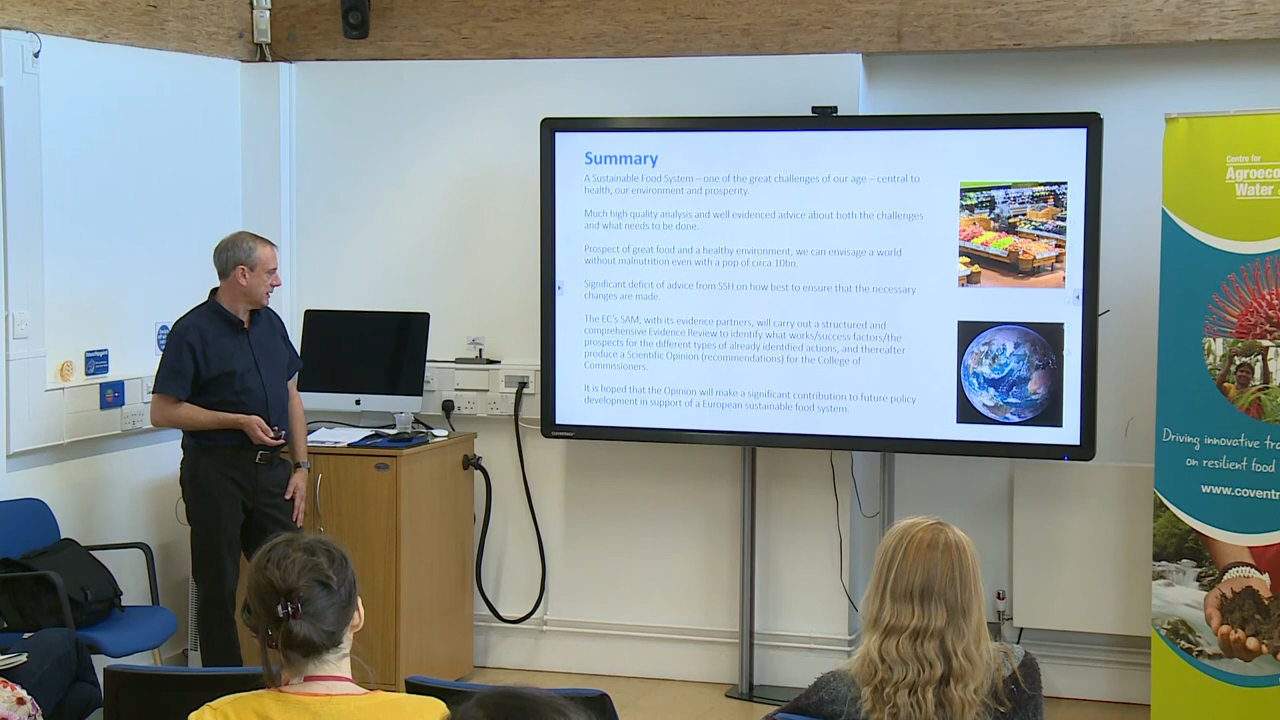 Summary
A Sustainable Food System – one of the great challenges of our age – central to
health, our environment and prosperity.
Much high quality analysis and well evidenced advice about both the challenges
and what needs to be done.
Prospect of great food and a healthy environment, we can envisage a world
without malnutrition even with a pop of circa 10bn.
Significant deficit of advice from SSH on how best to ensure that the necessary
changes are made.
The EC's SAM, with its evidence partners, will carry out a structured and
comprehensive Evidence Review to identify what works/success factors/the
prospects for the different types of already identified actions, and thereafter
produce a Scientific Opinion (recommendations) for the College of
Commissioners.
It is hoped that the Opinion will make a significant contribution to future policy
development in support of a European sustainable food system.
Centre for
Agroeco
Water
Driving innovative tra
on resilient food
www.coventr